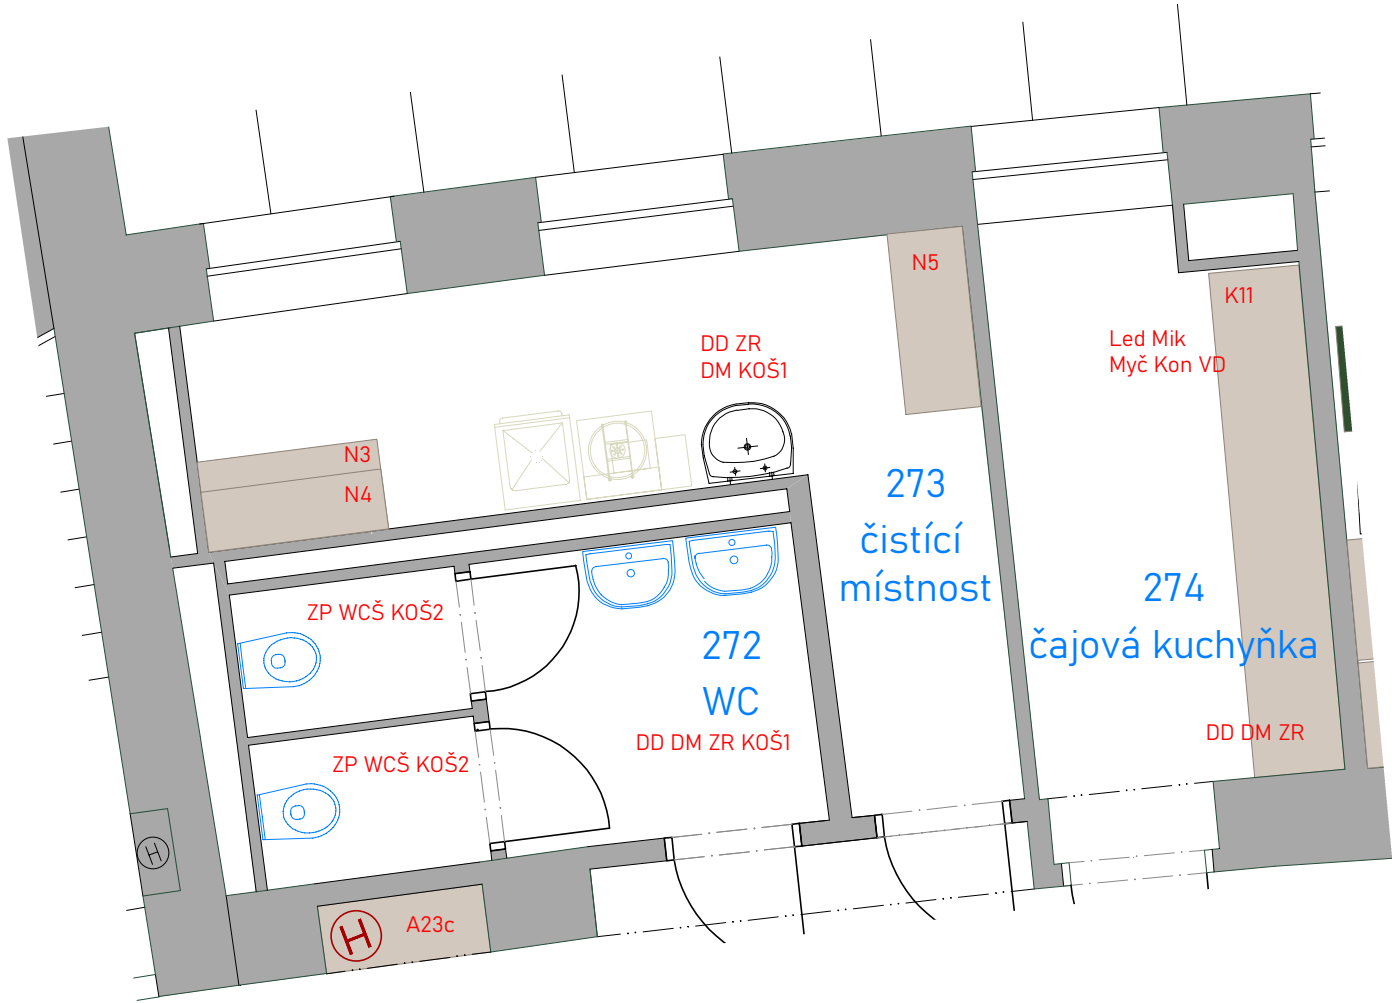 N5
K11
DD ZR
DM KOŠ1
Led Mik
Myč Kon VD
N3
N4
273
čistící
místnost
274
čajová kuchyňka
ZP WCŠ KOŠ2
272
WC
DD DM ZR KOŠ1
DD DM ZR
ZP WCŠ KOŠ2
H
H
A23c